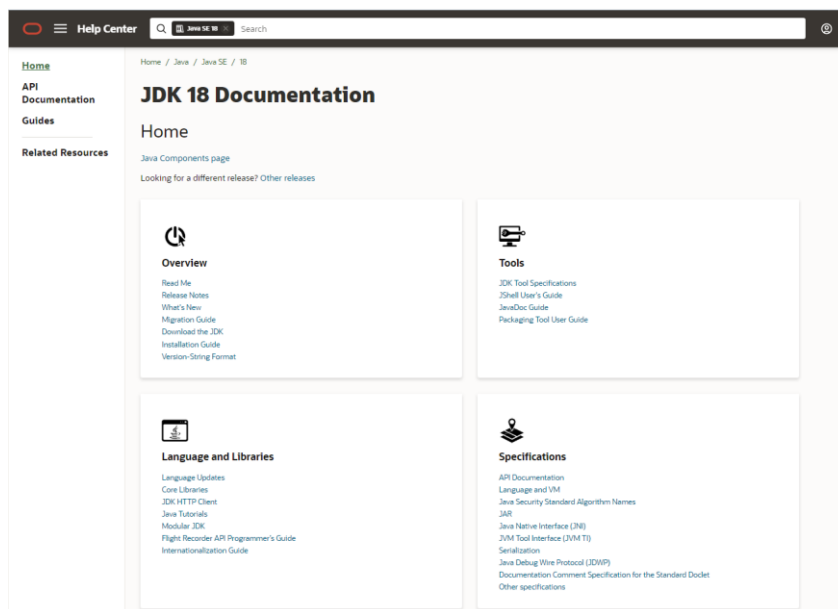 Help Center
Java SE 18
Search
Home
API
Documentation
Guides
Related Resources
Home / Java / Java SE / 18
JDK 18 Documentation
Home
Java Components page
Looking for a different release? Other releases
Overview
Read Me
Release Notes
What's New
Migration Guide
Download the JDK
Installation Guide
Version-String Format
Tools
JDK Tool Specifications
JShell User's Guide
JavaDoc Guide
Packaging Tool User Guide
Language and Libraries
Language Updates
Core Libraries
JDK HTTP Client
Java Tutorials
Modular JDK
Flight Recorder API Programmer's Guide
Internationalization Guide
Specifications
API Documentation
Language and VM
Java Security Standard Algorithm Names
JAR
Java Native Interface (JNI)
JVM Tool Interface (JVM TI)
Serialization
Java Debug Wire Protocol (JDWP)
Documentation Comment Specification for the Standard Doclet
Other specifications